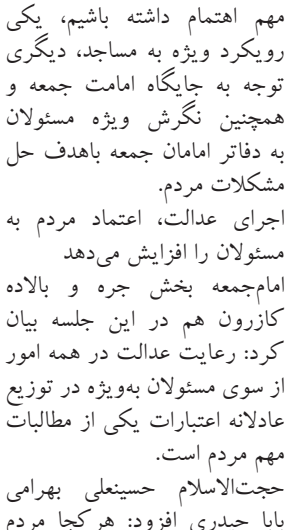 مهم اهتمام داشته باشیم، یکی
رویکرد ویژه به مساجد، دیگری
توجه به جایگاه امامت جمعه و
همچنین نگرش ویژه مسئولان
به دفاتر امامان جمعه باهدف حل
مشکلات مردم.
اجرای عدالت، اعتماد مردم به
مسئولان را افزایش می‌دهد
امام‌جمعه بخش جره و بالاده
کازرون هم در این جلسه بیان
کرد: رعایت عدالت در همه امور
از سوی مسئولان به‌ویژه در توزیع
عادلانه اعتبارات یکی از مطالبات
مهم مردم است.
حجت‌الاسلام حسینعلی بهرامی
بابا حیدری افزود: هرکجا مردم